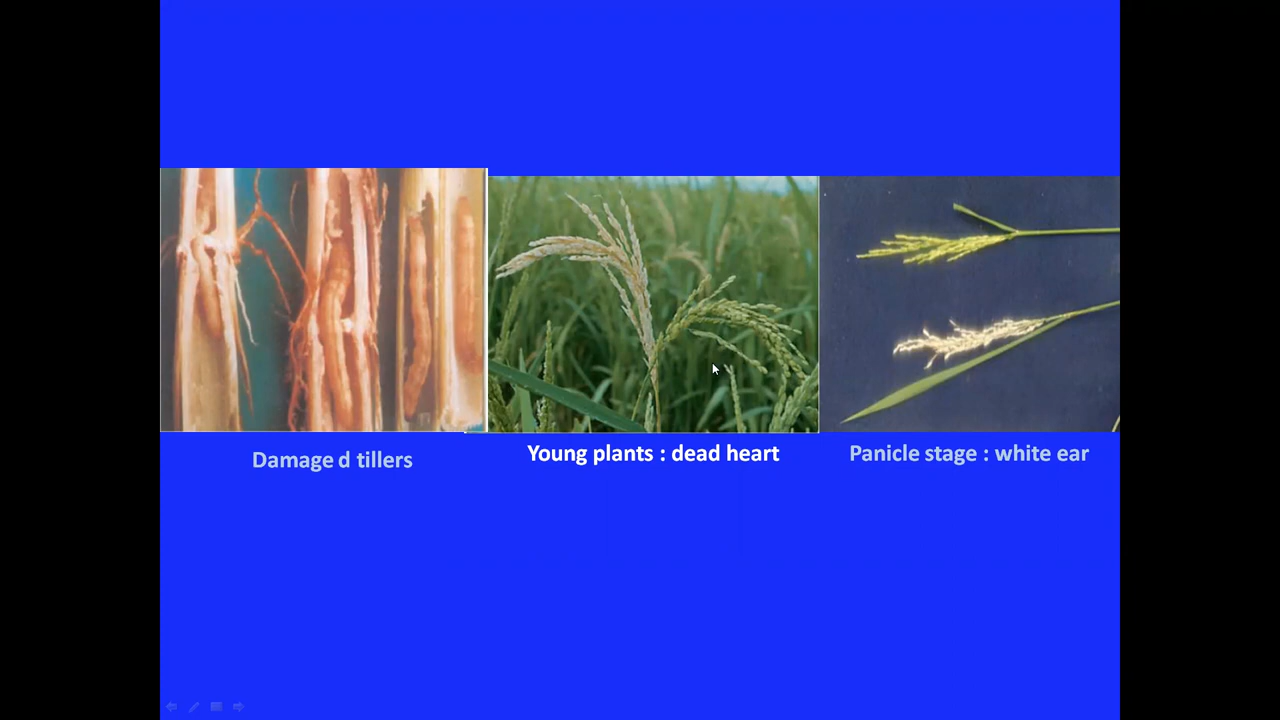 Damage d tillers
Young plants : dead heart
Panicle stage : white ear